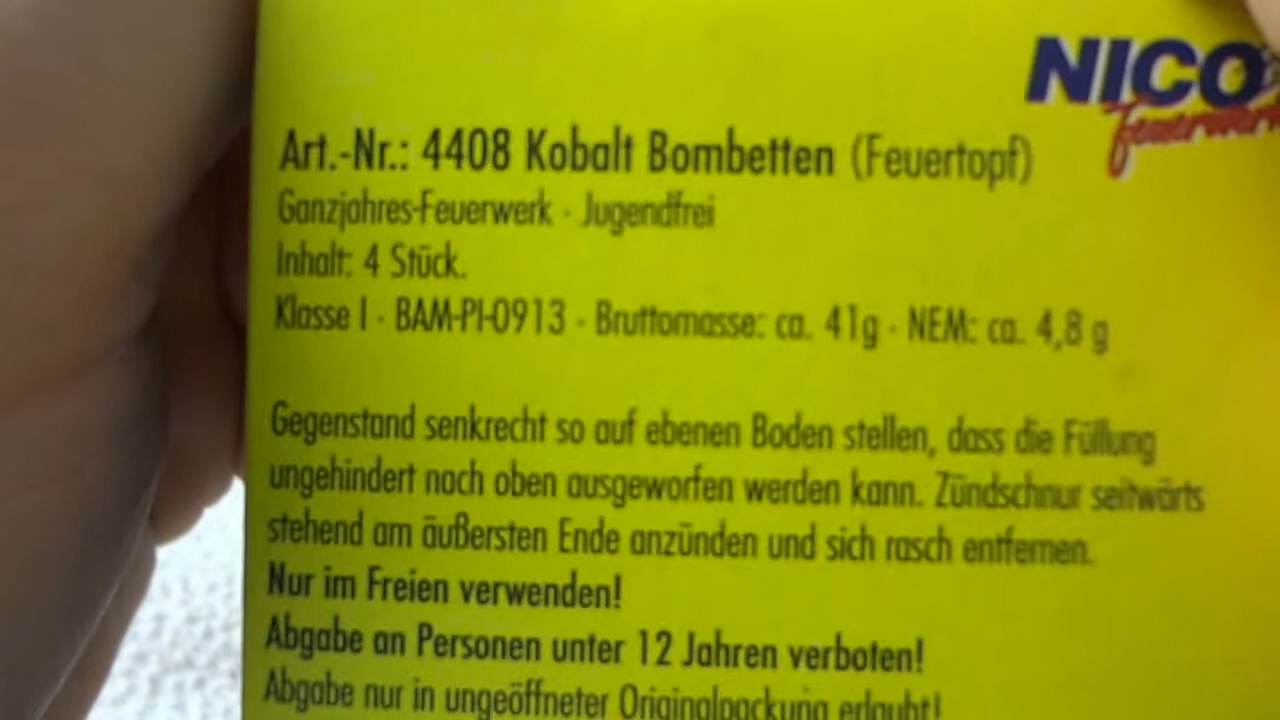 NICO
Feuerwerk
Art.-Nr.: 4408 Kobalt Bombetten (Feuertopf)
Ganzjahres-Feuerwerk · Jugendfrei
Inhalt: 4 Stück.
Klasse I · BAM-PI-0913 · Bruttomasse: ca. 41g · NEM: ca. 4,8 g
Gegenstand senkrecht so auf ebenen Boden stellen, dass die Füllung
ungehindert nach oben ausgeworfen werden kann. Zündschnur seitwärts
stehend am äußersten Ende anzünden und sich rasch entfernen.
Nur im Freien verwenden!
Abgabe an Personen unter 12 Jahren verboten!
Abgabe nur in ungeöffneter Originalpackung erlaubt!